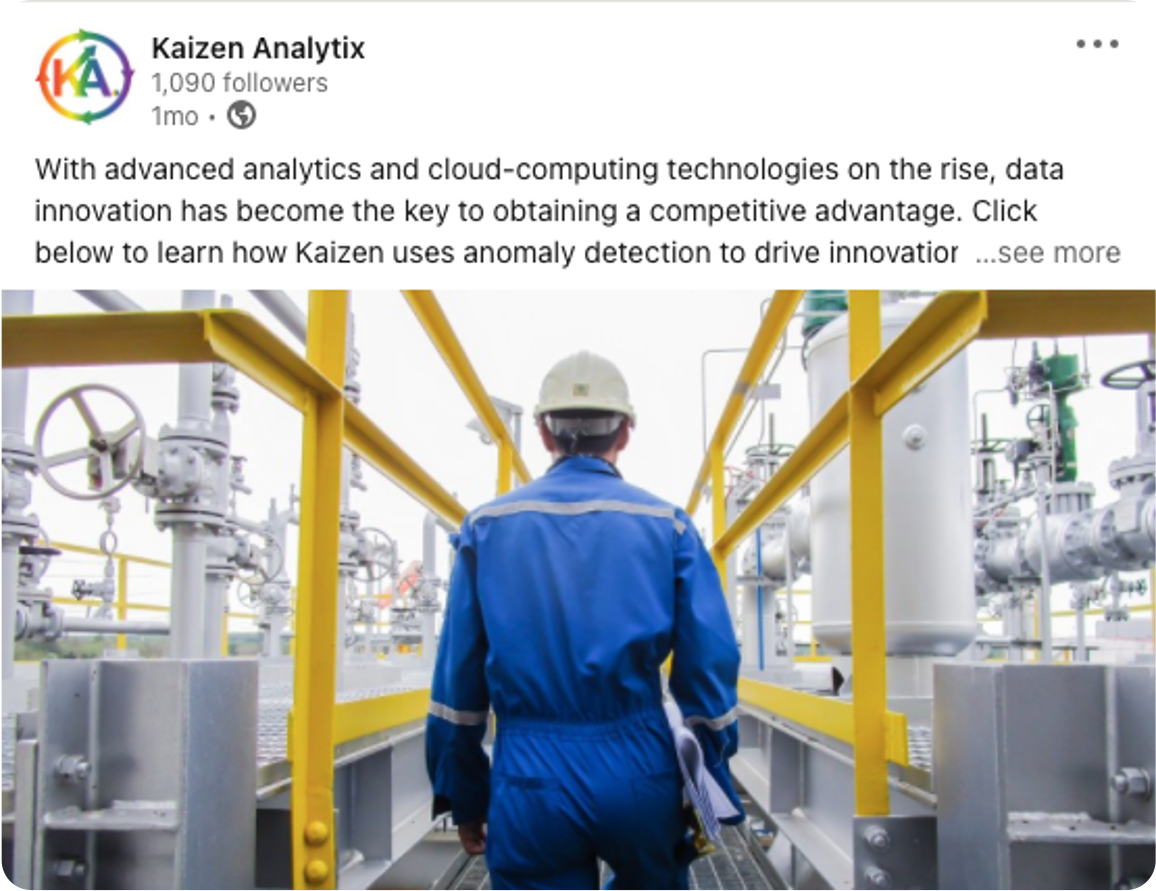 KA.
Kaizen Analytix
1,090 followers
1mo •
With advanced analytics and cloud-computing technologies on the rise, data
innovation has become the key to obtaining a competitive advantage. Click
below to learn how Kaizen uses anomaly detection to drive innovation ...see more